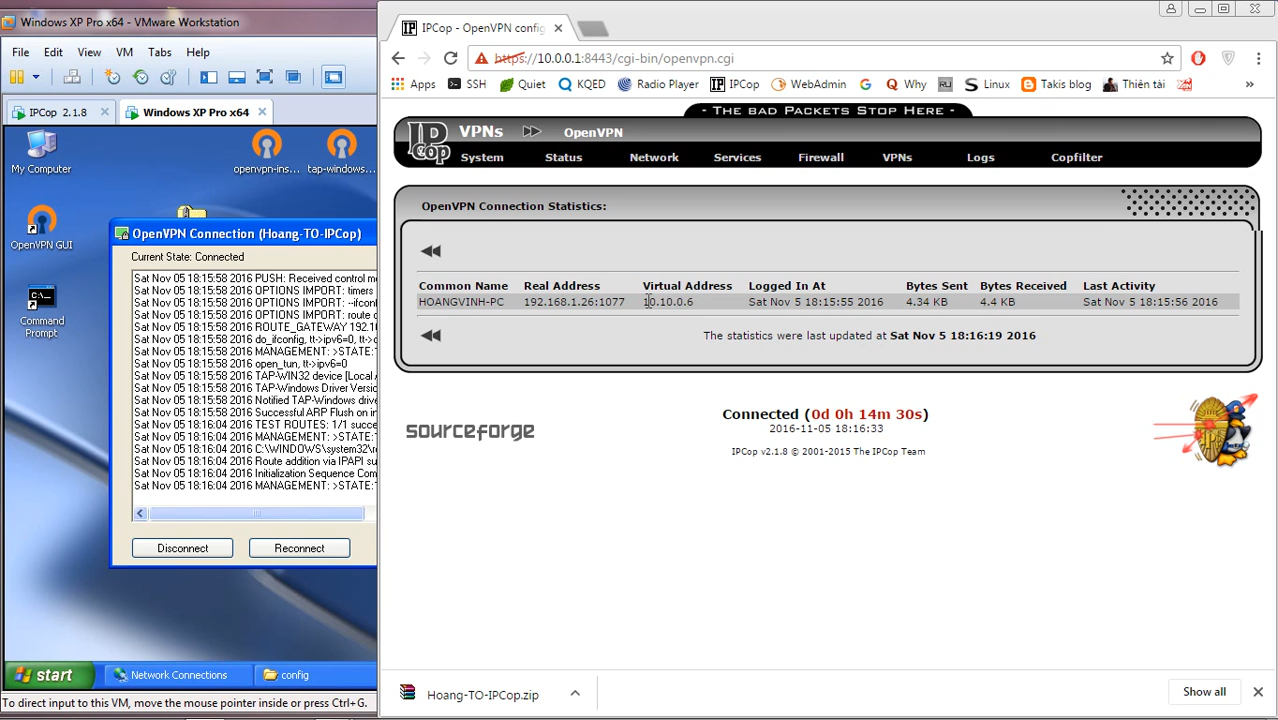 Windows XP Pro x64 - VMware Workstation
File Edit View VM Tabs Help
IPCop 2.1.8
Windows XP Pro x64
My Computer
openvpn-ins...
tap-windows...
OpenVPN GUI
Command
Prompt
OpenVPN Connection (Hoang-TO-IPCop)
Current State: Connected
Sat Nov 05 18:15:58 2016 PUSH: Received control m
Sat Nov 05 18:15:58 2016 OPTIONS IMPORT: timers
Sat Nov 05 18:15:58 2016 OPTIONS IMPORT: --ifcon
Sat Nov 05 18:15:58 2016 OPTIONS IMPORT: route o
Sat Nov 05 18:15:58 2016 ROUTE_GATEWAY 192.1
Sat Nov 05 18:15:58 2016 do_ifconfig, tt->ipv6=0, tt->
Sat Nov 05 18:15:58 2016 MANAGEMENT: >STATE:
Sat Nov 05 18:15:58 2016 open_tun, tt->ipv6=0
Sat Nov 05 18:15:58 2016 TAP-WIN32 device [Local A
Sat Nov 05 18:15:58 2016 TAP-Windows Driver Versio
Sat Nov 05 18:15:58 2016 Notified TAP-Windows drive
Sat Nov 05 18:15:58 2016 Successful ARP Flush on in
Sat Nov 05 18:16:04 2016 TEST ROUTES: 1/1 succe
Sat Nov 05 18:16:04 2016 MANAGEMENT: >STATE:
Sat Nov 05 18:16:04 2016 C:\WINDOWS\system32\r
Sat Nov 05 18:16:04 2016 Route addition via IPAPI su
Sat Nov 05 18:16:04 2016 Initialization Sequence Com
Sat Nov 05 18:16:04 2016 MANAGEMENT: >STATE:
Disconnect Reconnect
start Network Connections config
To direct input to this VM, move the mouse pointer inside or press Ctrl+G.
IPCop - OpenVPN config
https://10.0.0.1:8443/cgi-bin/openvpn.cgi
Apps SSH Quiet KQED Radio Player IPCop WebAdmin Why Linux Takis blog Thiên tài »
- The bad packets stop here -
IPCop
VPNs OpenVPN
System Status Network Services Firewall VPNs Logs Copfilter
OpenVPN Connection Statistics:
Common Name Real Address Virtual Address Logged In At Bytes Sent Bytes Received Last Activity
HOANGVINH-PC 192.168.1.26:1077 10.10.0.6 Sat Nov 5 18:15:55 2016 4.34 KB 4.4 KB Sat Nov 5 18:15:56 2016
The statistics were last updated at Sat Nov 5 18:16:19 2016
sourceforge
Connected (0d 0h 14m 30s)
2016-11-05 18:16:33
IPCop v2.1.8 © 2001-2015 The IPCop Team
Hoang-TO-IPCop.zip
Show all